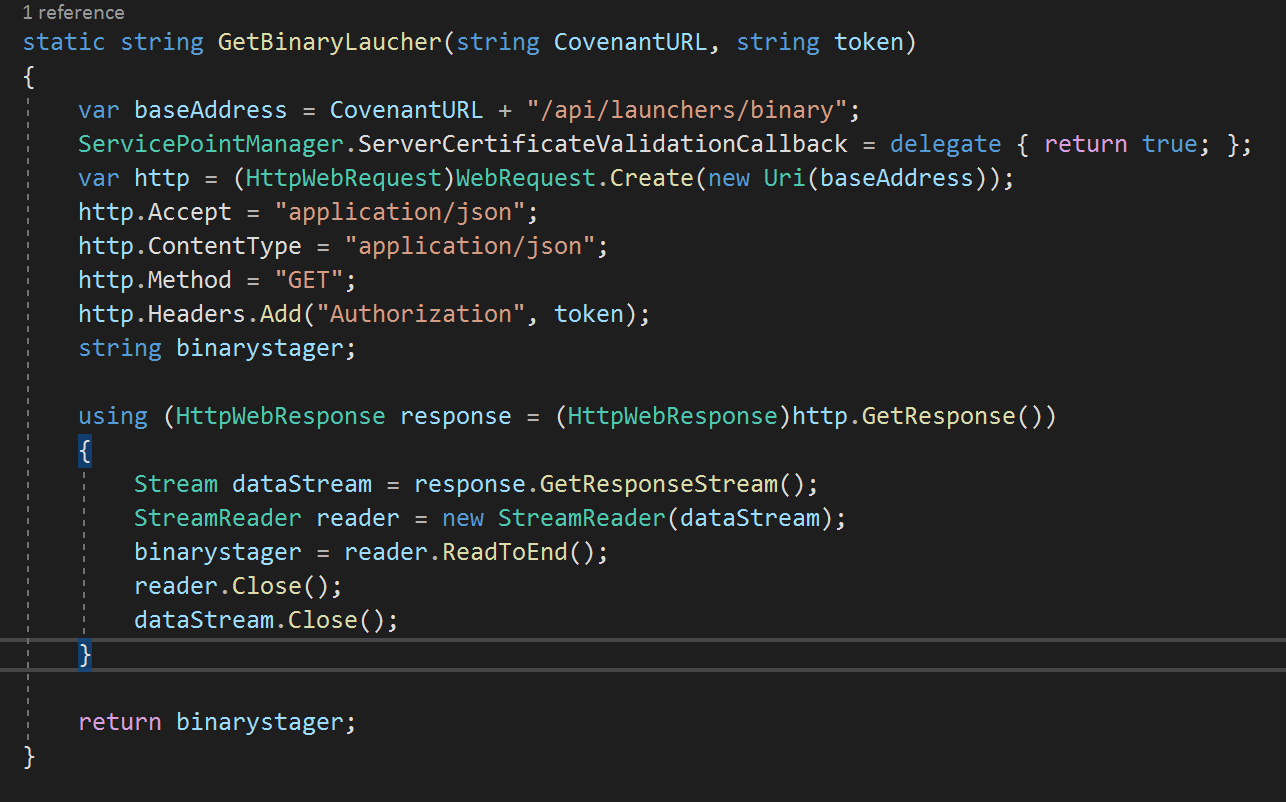 1 reference
static string GetBinaryLaucher(string CovenantURL, string token)
{
var baseAddress = CovenantURL + "/api/launchers/binary";
ServicePointManager.ServerCertificateValidationCallback = delegate { return true; };
var http = (HttpWebRequest)WebRequest.Create(new Uri(baseAddress));
http.Accept = "application/json";
http.ContentType = "application/json";
http.Method = "GET";
http.Headers.Add("Authorization", token);
string binarystager;
using (HttpWebResponse response = (HttpWebResponse)http.GetResponse())
{
Stream dataStream = response.GetResponseStream();
StreamReader reader = new StreamReader(dataStream);
binarystager = reader.ReadToEnd();
reader.Close();
dataStream.Close();
}
return binarystager;
}